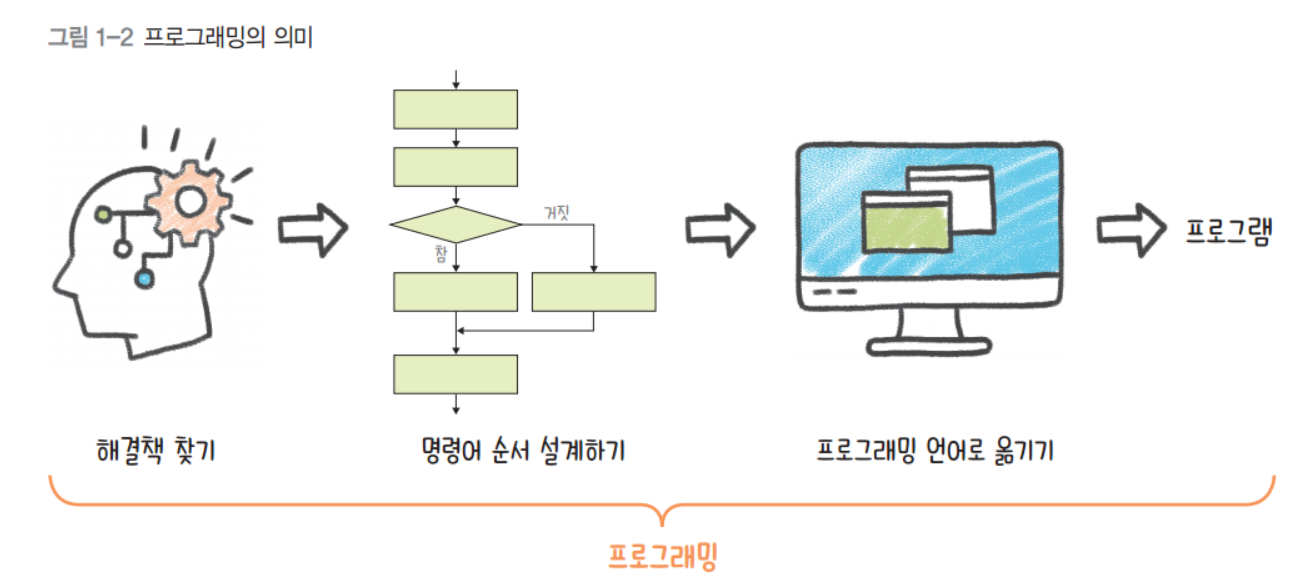 그림 1-2 프로그래밍의 의미
거짓
참
프로그램
해결책 찾기
명령어 순서 설계하기
프로그래밍 언어로 옮기기
프로그래밍